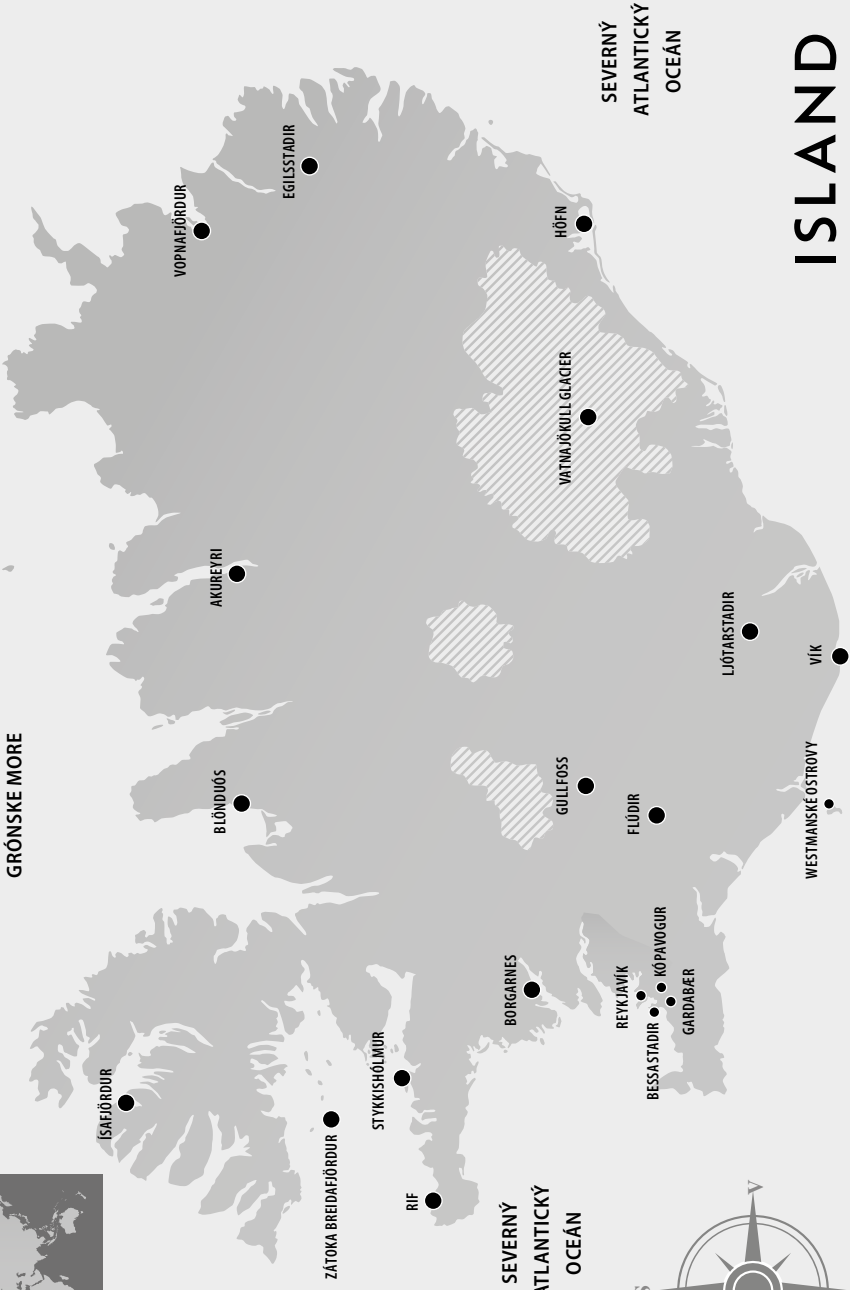 GRÓNSKE MORE
ÍSAFJÖRDUR
ZÁTOKA BREIDAFJÖRDUR
STYKKISHÓLMUR
RIF
SEVERNÝ
ATLANTICKÝ
OCEÁN
BLÖNDUÓS
AKUREYRI
VOPNAFJÖRDUR
EGILSSTADIR
HÖFN
VATNAJÖKULL GLACIER
GULLFOSS
FLÚDIR
BORGARNES
REYKJAVÍK
KÓPAVOGUR
BESSASTADIR
GARDABÆR
LJÓTARSTADIR
VÍK
WESTMANSKÉ OSTROVY
SEVERNÝ
ATLANTICKÝ
OCEÁN
ISLAND
S
V